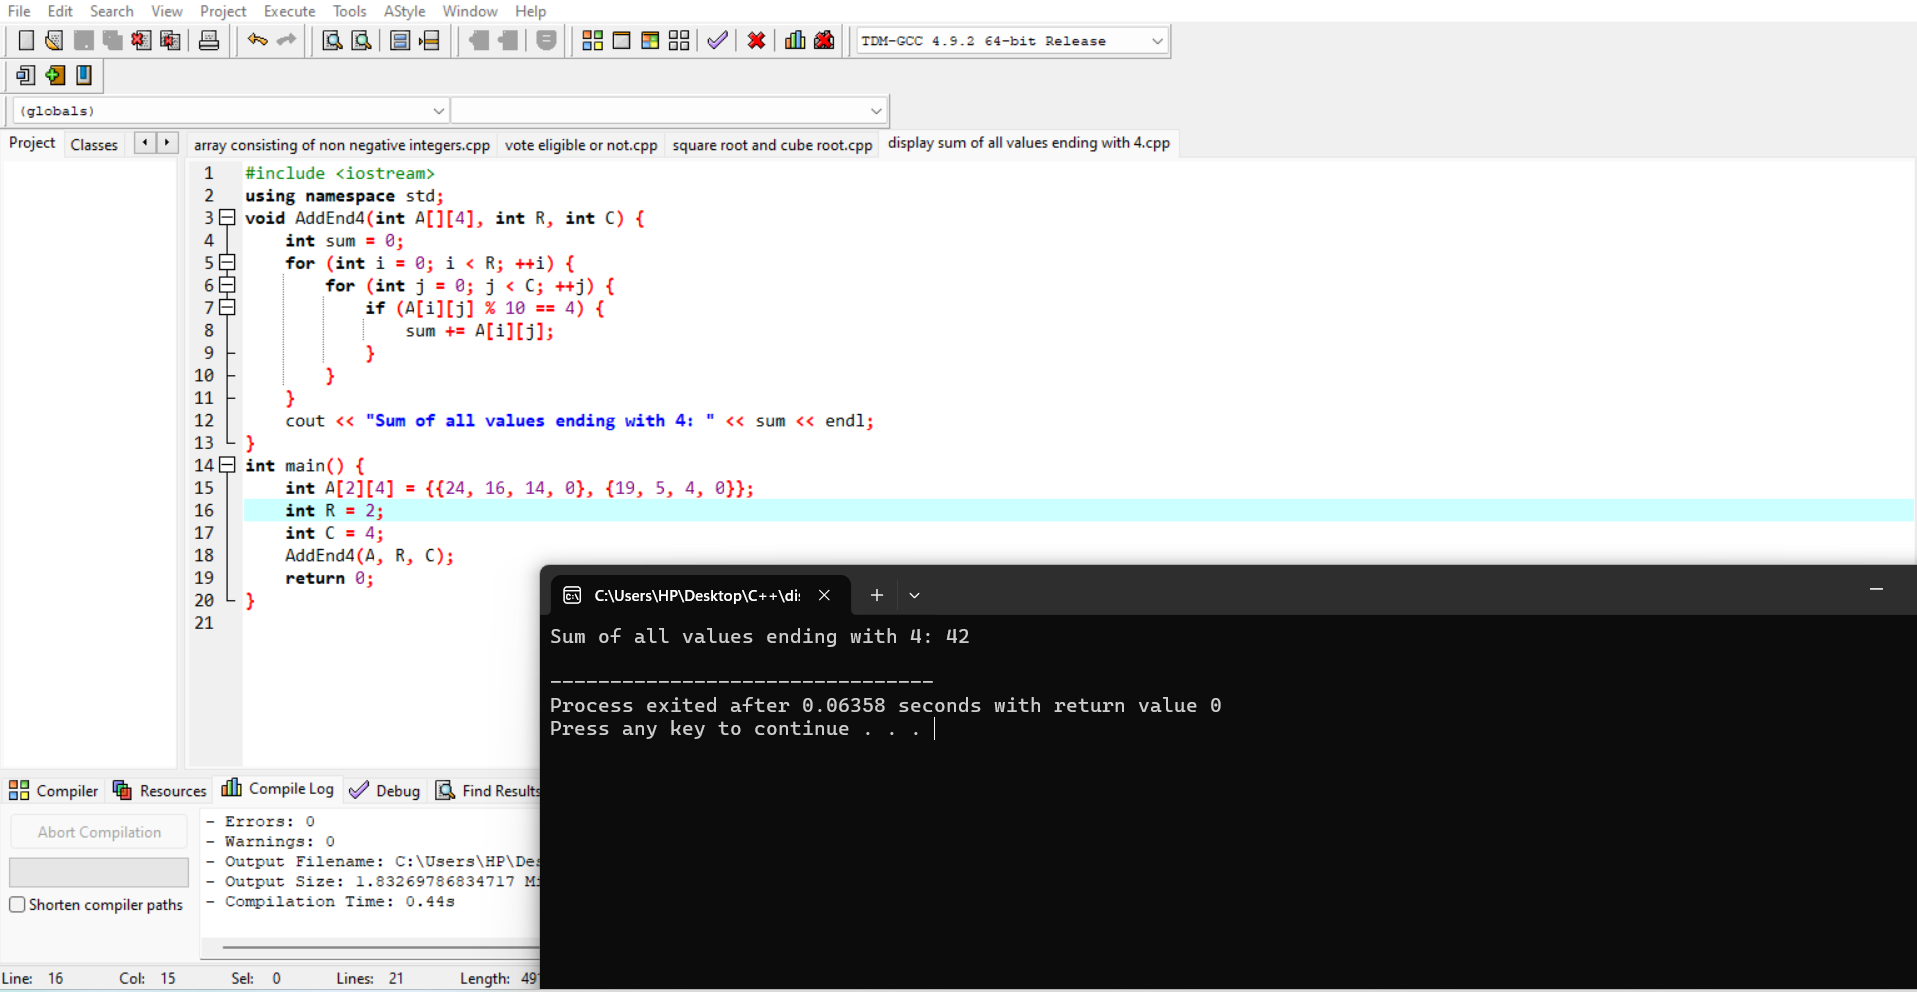 File Edit Search View Project Execute Tools AStyle Window Help
TDM-GCC 4.9.2 64-bit Release
(globals)
Project Classes
array consisting of non negative integers.cpp vote eligible or not.cpp square root and cube root.cpp display sum of all values ending with 4.cpp
1 #include <iostream>
2 using namespace std;
3 void AddEnd4(int A[][4], int R, int C) {
4 int sum = 0;
5 for (int i = 0; i < R; ++i) {
6 for (int j = 0; j < C; ++j) {
7 if (A[i][j] % 10 == 4) {
8 sum += A[i][j];
9 }
10 }
11 }
12 cout << "Sum of all values ending with 4: " << sum << endl;
13 }
14 int main() {
15 int A[2][4] = {{24, 16, 14, 0}, {19, 5, 4, 0}};
16 int R = 2;
17 int C = 4;
18 AddEnd4(A, R, C);
19 return 0;
20 }
21
C:\Users\HP\Desktop\C++\di
Sum of all values ending with 4: 42
--------------------------------
Process exited after 0.06358 seconds with return value 0
Press any key to continue . . .
Compiler Resources Compile Log Debug Find Results
Abort Compilation
Shorten compiler paths
- Errors: 0
- Warnings: 0
- Output Filename: C:\Users\HP\Des
- Output Size: 1.83269786834717 Mi
- Compilation Time: 0.44s
Line: 16 Col: 15 Sel: 0 Lines: 21 Length: 49